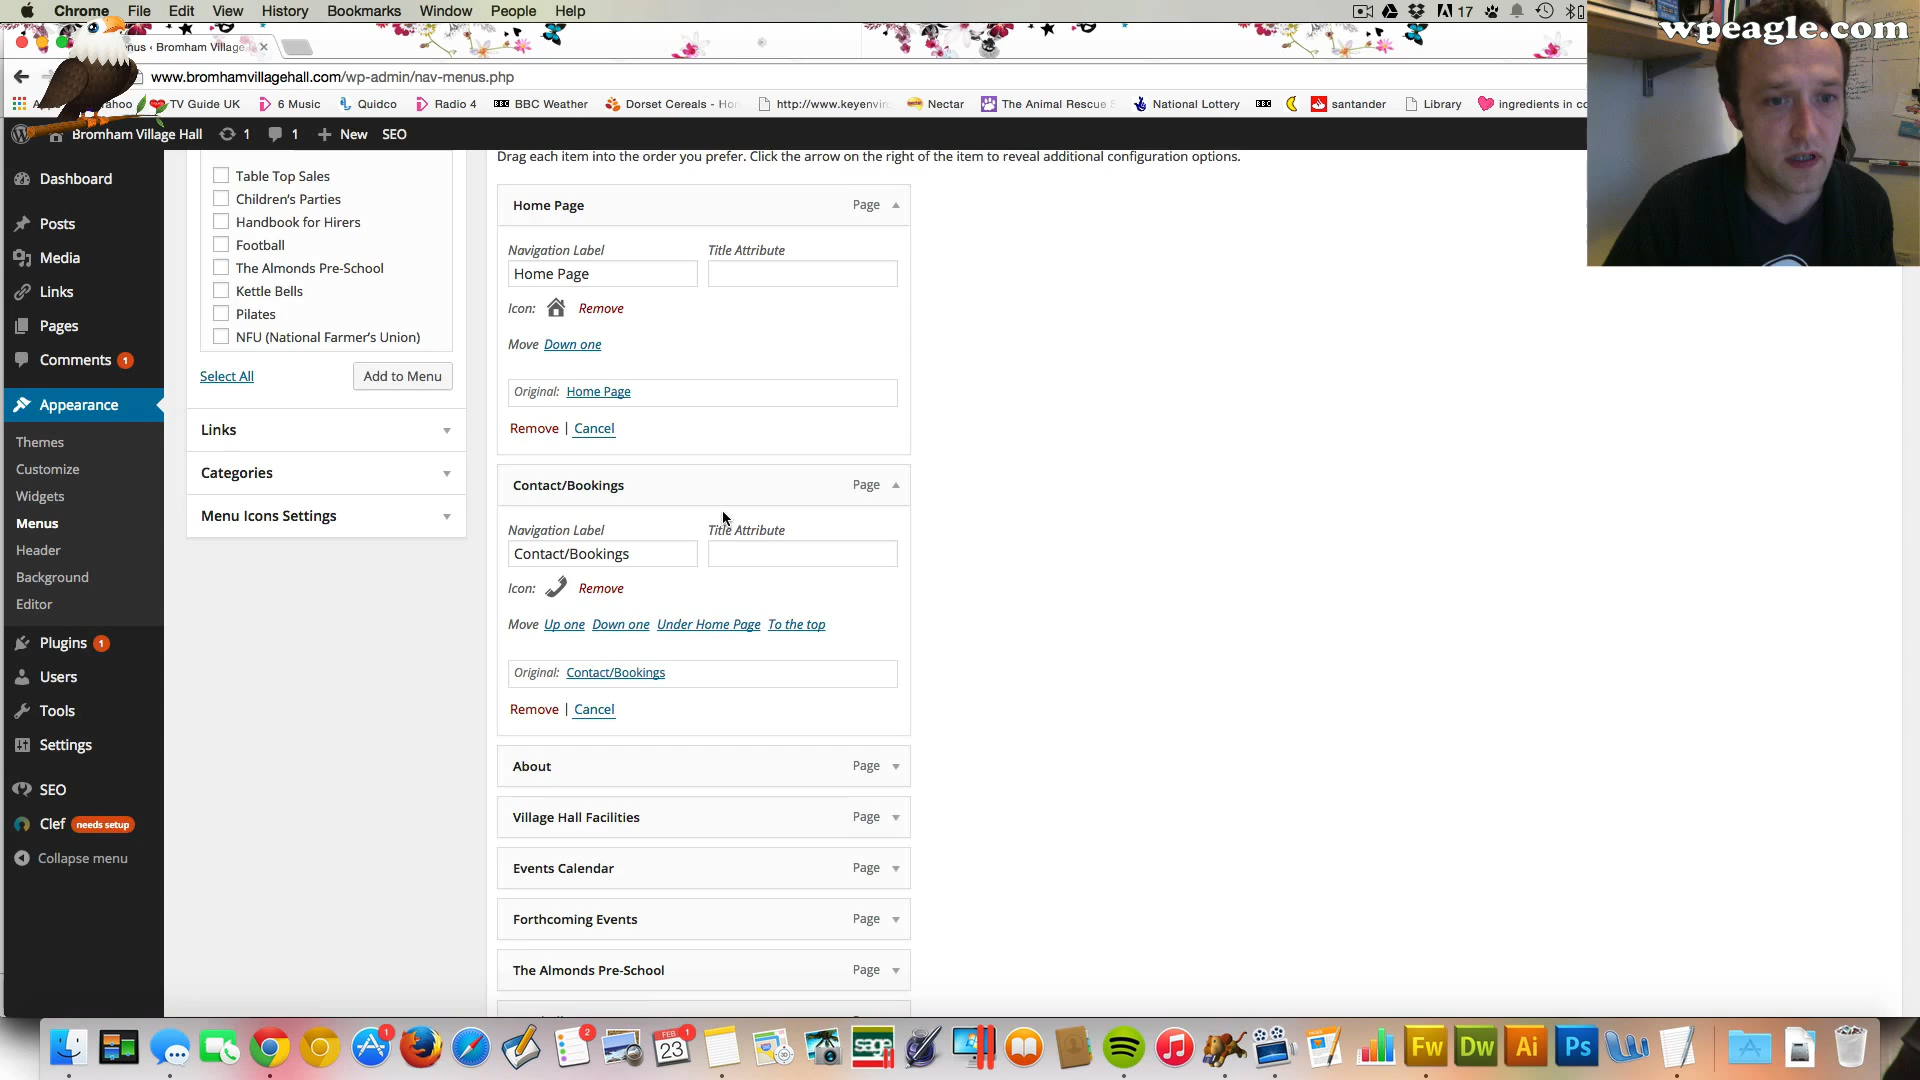 Chrome File Edit View History Bookmarks Window People Help
17
wpeagle.com
Bromham Village
www.bromhamvillagehall.com/wp-admin/nav-menus.php
TV Guide UK 6 Music Quidco Radio 4 BBC Weather Dorset Cereals - Ho http://www.keyenvir Nectar The Animal Rescue S National Lottery BBC santander Library ingredients in co
Bromham Village Hall 1 1 New SEO
Drag each item into the order you prefer. Click the arrow on the right of the item to reveal additional configuration options.
Dashboard
Posts
Media
Links
Pages
Comments 1
Appearance
Themes
Customize
Widgets
Menus
Header
Background
Editor
Plugins 1
Users
Tools
Settings
SEO
Clef needs setup
Collapse menu
Table Top Sales
Children's Parties
Handbook for Hirers
Football
The Almonds Pre-School
Kettle Bells
Pilates
NFU (National Farmer's Union)
Select All Add to Menu
Links
Categories
Menu Icons Settings
Home Page Page
Navigation Label Title Attribute
Home Page
Icon: Remove
Move Down one
Original: Home Page
Remove | Cancel
Contact/Bookings Page
Navigation Label Title Attribute
Contact/Bookings
Icon: Remove
Move Up one Down one Under Home Page To the top
Original: Contact/Bookings
Remove | Cancel
About Page
Village Hall Facilities Page
Events Calendar Page
Forthcoming Events Page
The Almonds Pre-School Page
1 2 FEB 23 1 sage Fw Dw Ai Ps